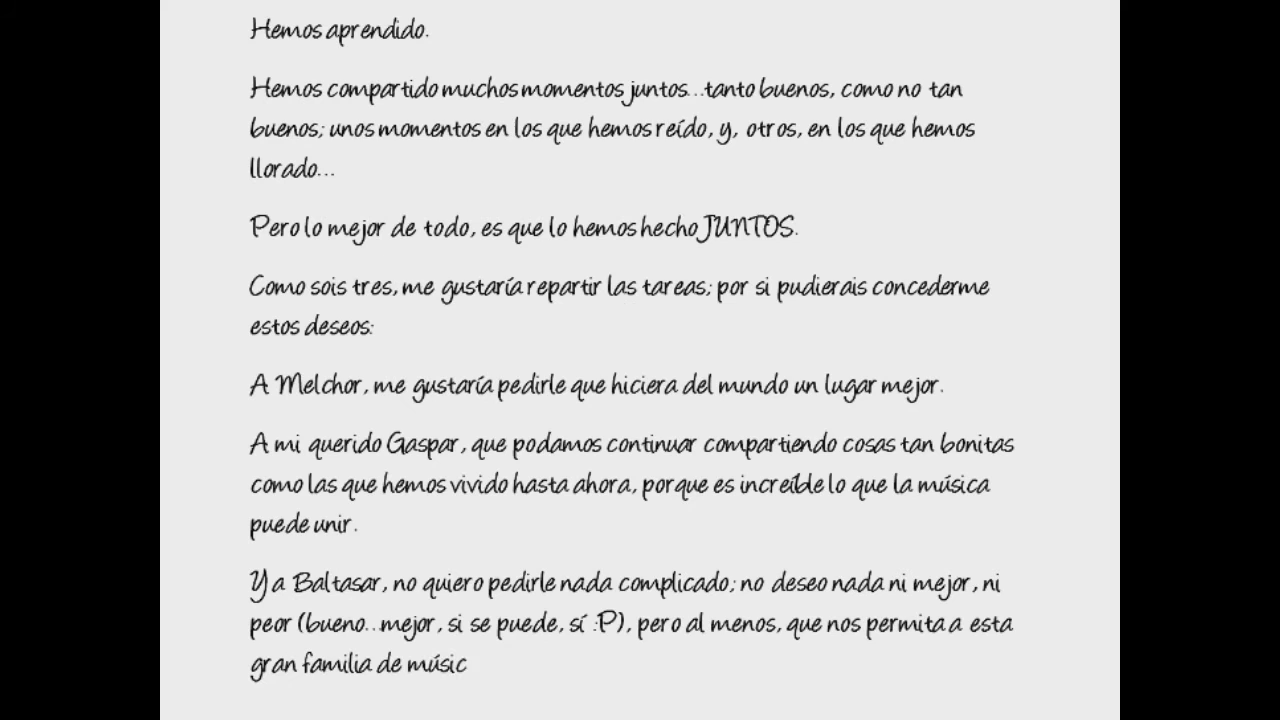 Hemos aprendido.
Hemos compartido muchos momentos juntos...tanto buenos, como no tan
buenos; unos momentos en los que hemos reído, y, otros, en los que hemos
llorado...
Pero lo mejor de todo, es que lo hemos hecho JUNTOS.
Como sois tres, me gustaría repartir las tareas; por si pudierais concederme
estos deseos:
A Melchor, me gustaría pedirle que hiciera del mundo un lugar mejor.
A mi querido Gaspar, que podamos continuar compartiendo cosas tan bonitas
como las que hemos vivido hasta ahora, porque es increíble lo que la música
puede unir.
Y a Baltasar, no quiero pedirle nada complicado; no deseo nada ni mejor, ni
peor (bueno...mejor, si se puede, sí :P), pero al menos, que nos permita a esta
gran familia de músic